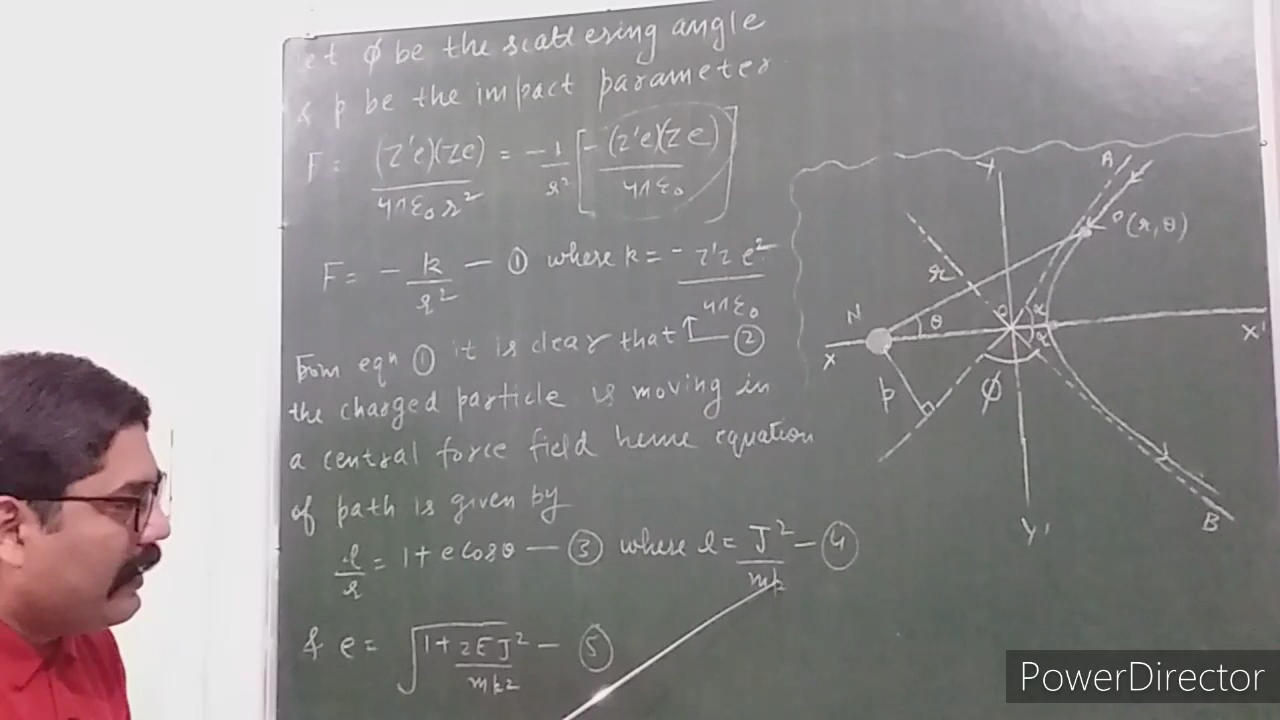 et φ be the scattering angle
& p be the impact parameter
F = (z'e)(ze) / 4πε₀r² = -1/r² [ -(z'e)(ze) / 4πε₀ ]
F = - k/r² — ① where k = - z'z e² / 4πε₀
↑— ②
From eqn ① it is clear that
the charged particle is moving in
a central force field hence equation
of path is given by
l/r = 1 + e cosθ — ③ where l = J²/mk — ④
& e = √(1 + 2EJ²/mk²) — ⑤
Y
A
P(r,θ)
r
N
θ
O
α
α
X
X'
p
φ
Y'
B
PowerDirector